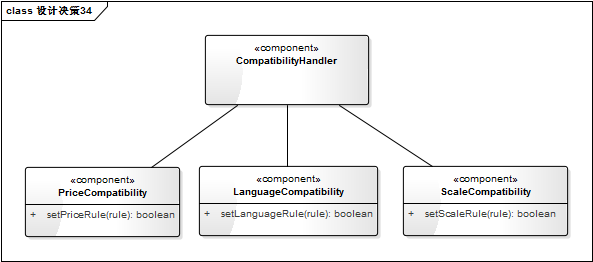 class 设计决策34
«component»
CompatibilityHandler
«component»
PriceCompatibility
+ setPriceRule(rule): boolean
«component»
LanguageCompatibility
+ setLanguageRule(rule): boolean
«component»
ScaleCompatibility
+ setScaleRule(rule): boolean